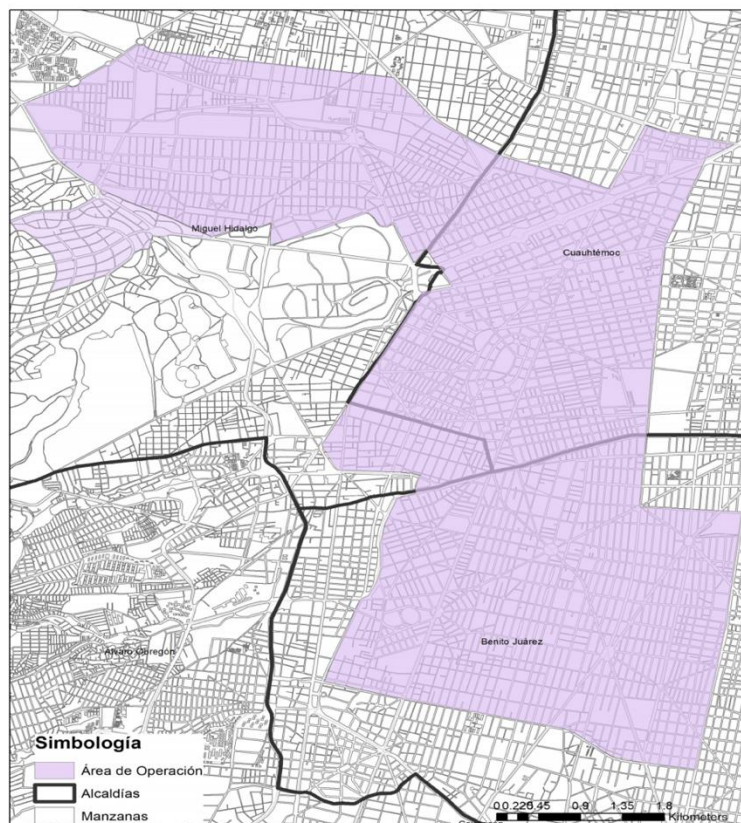 Miguel Hidalgo
Cuauhtémoc
Benito Juárez
Alvaro Obregón
Simbología
Área de Operación
Alcaldías
Manzanas
0 0.225 0.45 0.9 1.35 1.8
Kilometers